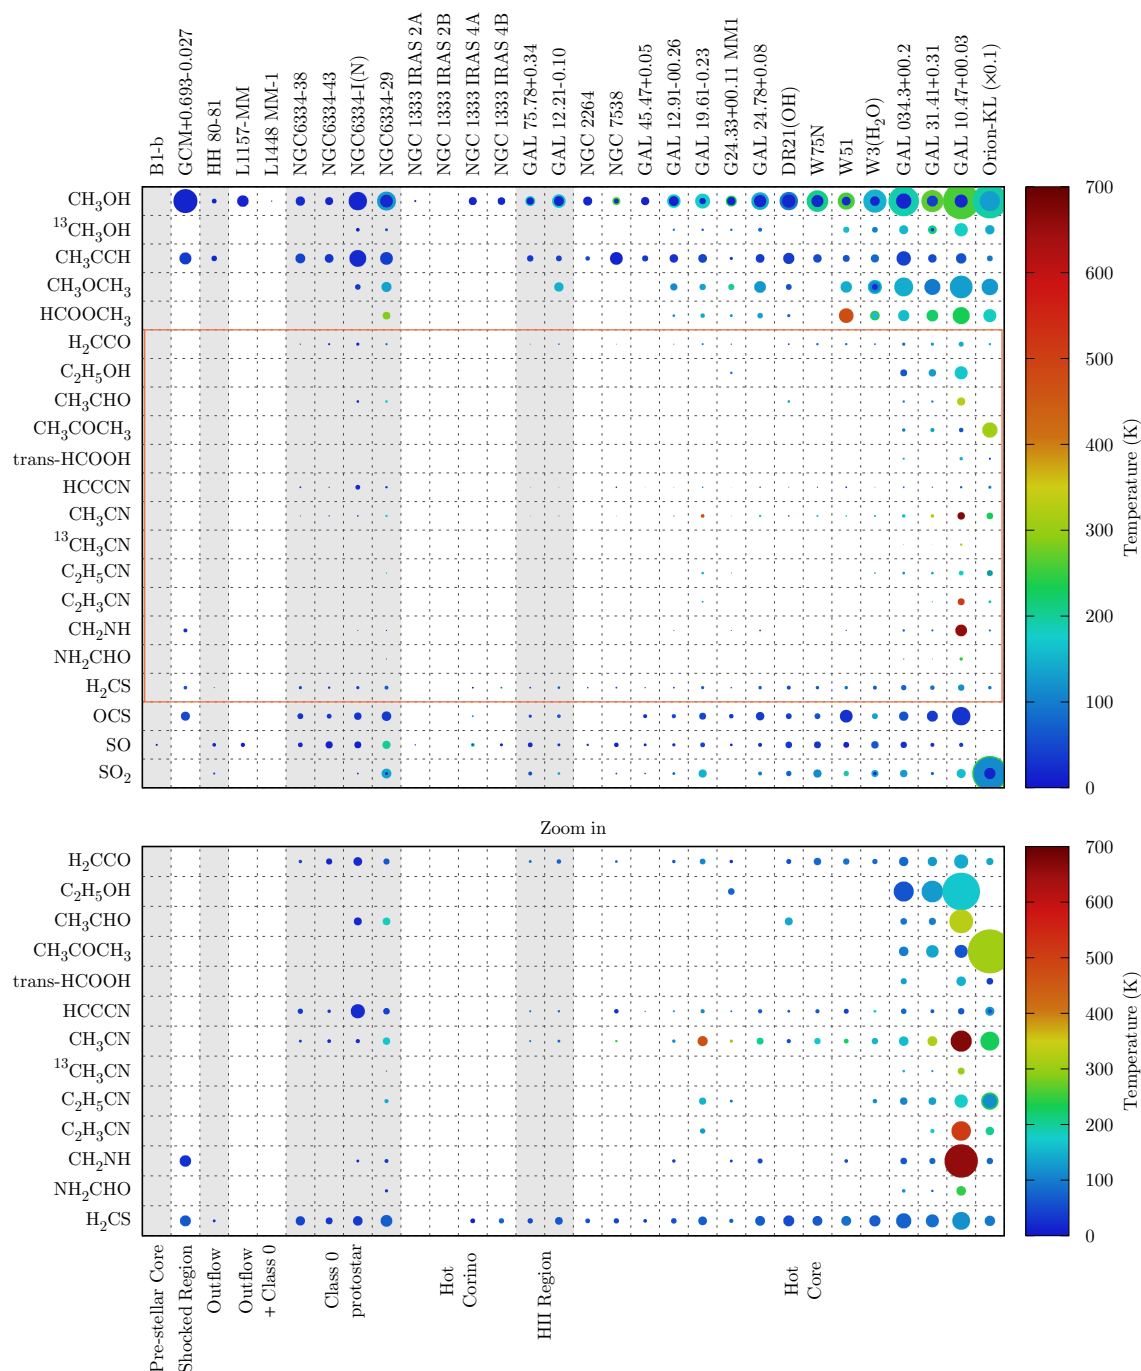 B1-b
GCM+0.693-0.027
HH 80-81
L1157-MM
L1448 MM-1
NGC6334-38
NGC6334-43
NGC6334-I(N)
NGC6334-29
NGC 1333 IRAS 2A
NGC 1333 IRAS 2B
NGC 1333 IRAS 4A
NGC 1333 IRAS 4B
GAL 75.78+0.34
GAL 12.21-0.10
NGC 2264
NGC 7538
GAL 45.47+0.05
GAL 12.91-00.26
GAL 19.61-0.23
G24.33+00.11 MM1
GAL 24.78+0.08
DR21(OH)
W75N
W51
W3(H₂O)
GAL 034.3+00.2
GAL 31.41+0.31
GAL 10.47+00.03
Orion-KL (×0.1)
CH₃OH
¹³CH₃OH
CH₃CCH
CH₃OCH₃
HCOOCH₃
H₂CCO
C₂H₅OH
CH₃CHO
CH₃COCH₃
trans-HCOOH
HCCCN
CH₃CN
¹³CH₃CN
C₂H₅CN
C₂H₃CN
CH₂NH
NH₂CHO
H₂CS
OCS
SO
SO₂
700
600
500
400
300
200
100
0
Temperature (K)
Zoom in
H₂CCO
C₂H₅OH
CH₃CHO
CH₃COCH₃
trans-HCOOH
HCCCN
CH₃CN
¹³CH₃CN
C₂H₅CN
C₂H₃CN
CH₂NH
NH₂CHO
H₂CS
700
600
500
400
300
200
100
0
Temperature (K)
Pre-stellar Core
Shocked Region
Outflow
Outflow
+ Class 0
Class 0
protostar
Hot
Corino
HII Region
Hot
Core